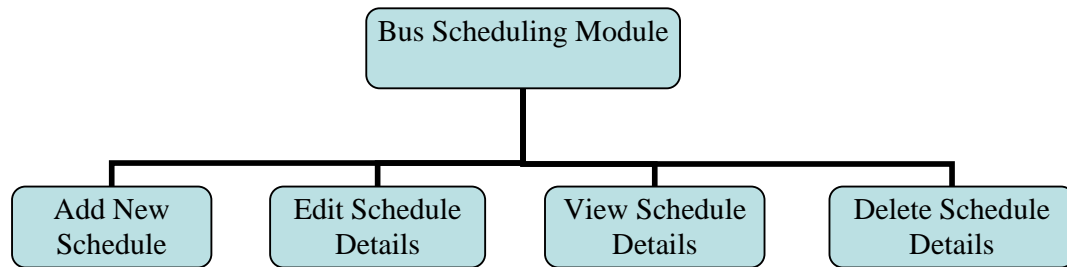 Bus Scheduling Module
Add New
Schedule
Edit Schedule
Details
View Schedule
Details
Delete Schedule
Details